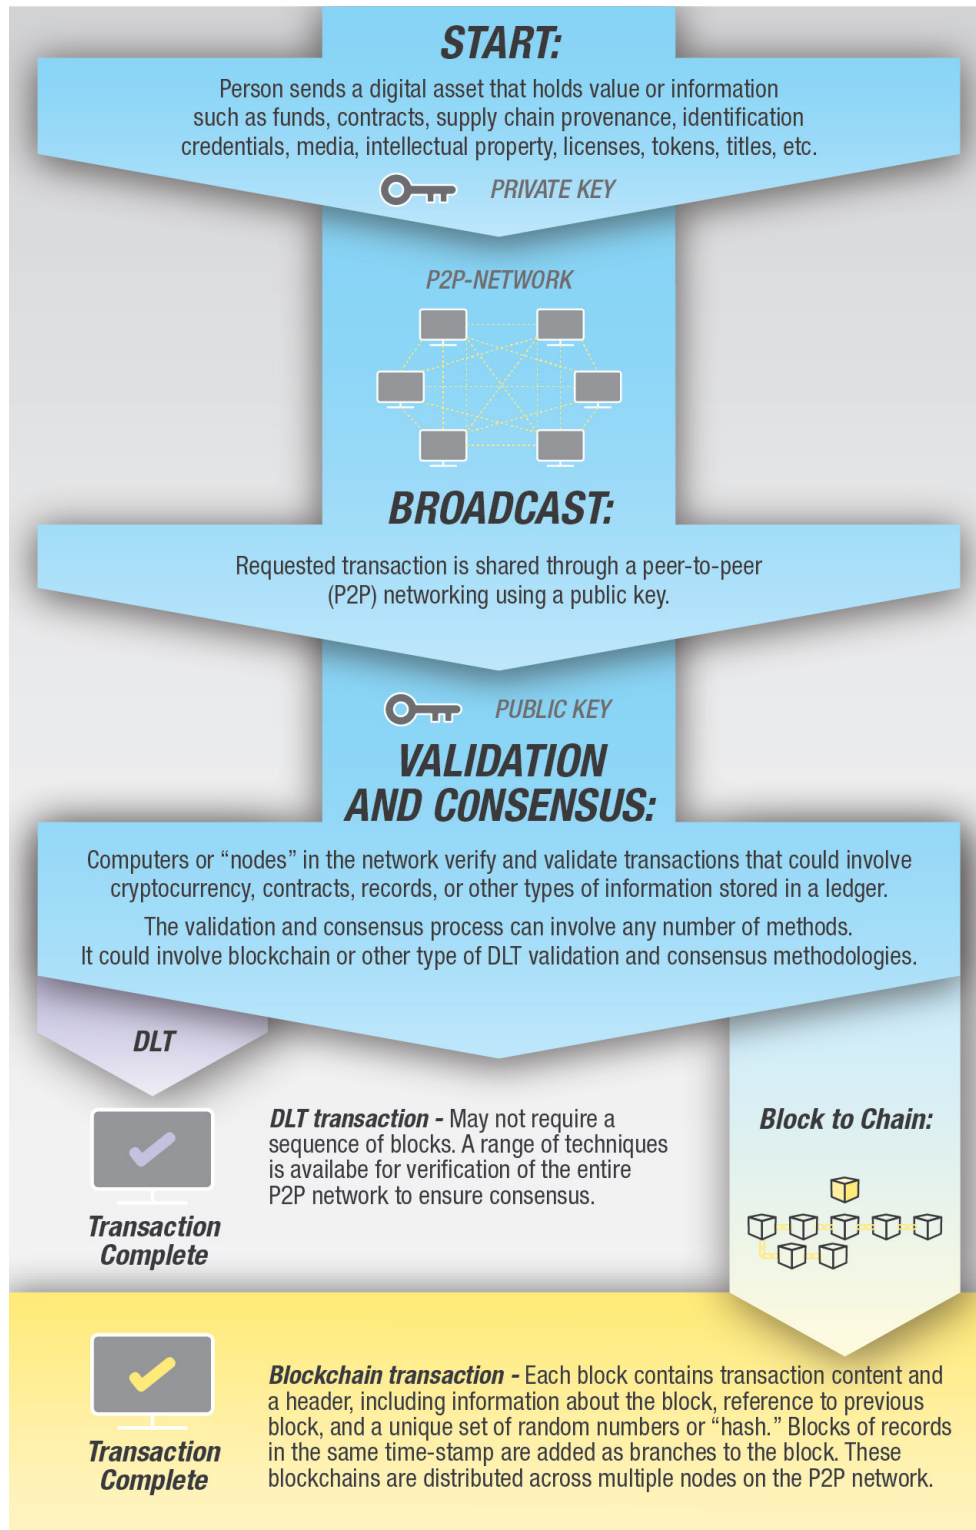 START:
Person sends a digital asset that holds value or information
such as funds, contracts, supply chain provenance, identification
credentials, media, intellectual property, licenses, tokens, titles, etc.
PRIVATE KEY
P2P-NETWORK
BROADCAST:
Requested transaction is shared through a peer-to-peer
(P2P) networking using a public key.
PUBLIC KEY
VALIDATION
AND CONSENSUS:
Computers or “nodes” in the network verify and validate transactions that could involve
cryptocurrency, contracts, records, or other types of information stored in a ledger.
The validation and consensus process can involve any number of methods.
It could involve blockchain or other type of DLT validation and consensus methodologies.
DLT
DLT transaction - May not require a
sequence of blocks. A range of techniques
is availabe for verification of the entire
P2P network to ensure consensus.
Transaction
Complete
Block to Chain:
Blockchain transaction - Each block contains transaction content and
a header, including information about the block, reference to previous
block, and a unique set of random numbers or “hash.” Blocks of records
in the same time-stamp are added as branches to the block. These
blockchains are distributed across multiple nodes on the P2P network.
Transaction
Complete